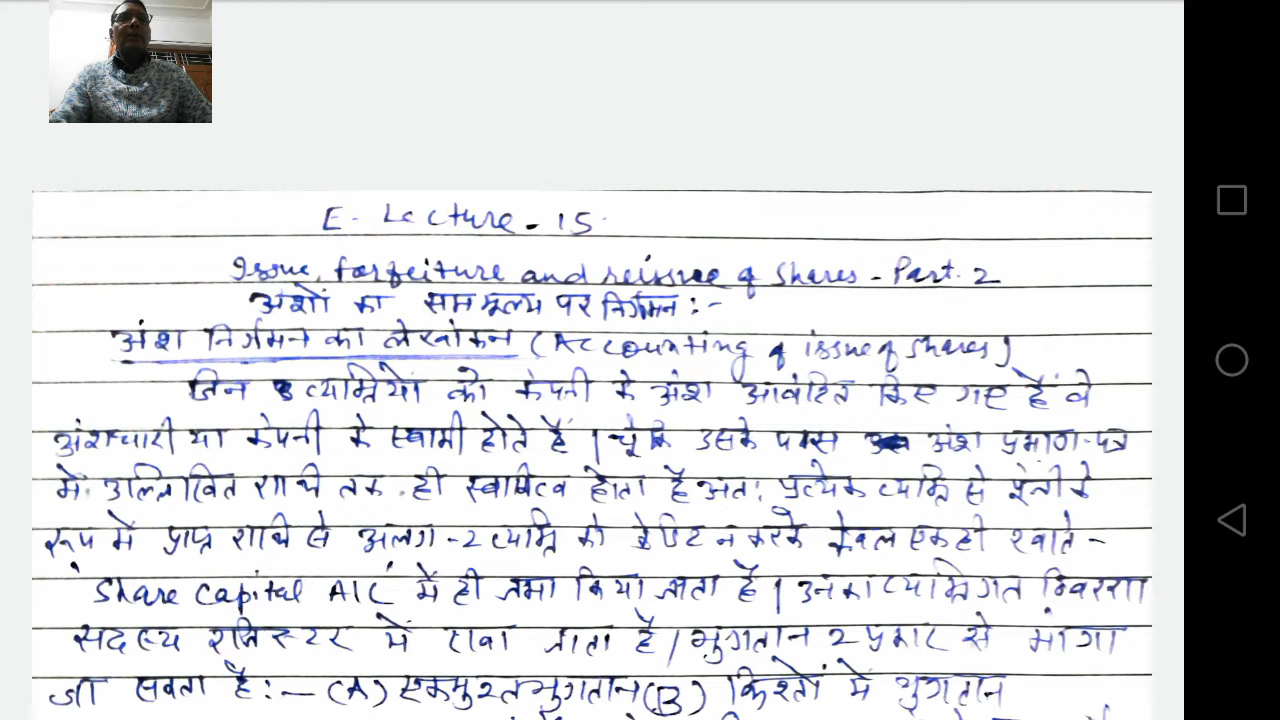 E. Lecture - 15.
Issue, forfeiture and reissue of shares - Part. 2
अंशों का सममूल्य पर निर्गमन :-
अंश निर्गमन का लेखांकन (Accounting of issue of shares)
जिन व्यक्तियों को कंपनी के अंश आवंटित किए गए हैं वे
अंशधारी या कंपनी के स्वामी होते हैं | चूंकि उसके पास अंश प्रमाण-पत्र
में उल्लिखित राशि तक ही स्वामित्व होता है अतः प्रत्येक व्यक्ति से पूंजी के
रूप में प्राप्त राशि से अलग-2 व्यक्ति को क्रेडिट न करके केवल एक ही खाते -
Share Capital A/C में ही जमा किया जाता है | उनका व्यक्तिगत विवरण
सदस्य रजिस्टर में रखा जाता है | भुगतान 2 प्रकार से मांगा
जा सकता है :- (A) एकमुश्त भुगतान (B) किश्तों में भुगतान